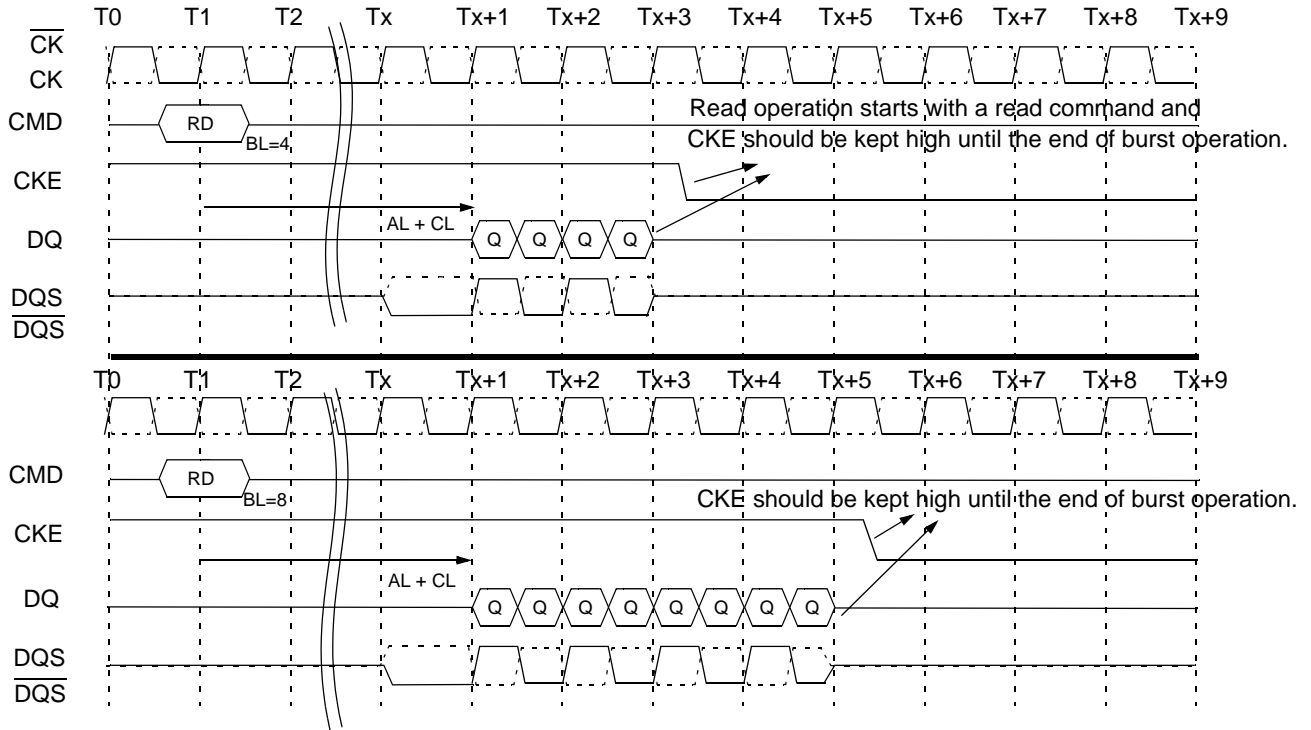 T0 T1 T2 Tx Tx+1 Tx+2 Tx+3 Tx+4 Tx+5 Tx+6 Tx+7 Tx+8 Tx+9
CK
CK
CMD RD BL=4
Read operation starts with a read command and
CKE should be kept high until the end of burst operation.
CKE
AL + CL
DQ Q Q Q Q
DQS
DQS
T0 T1 T2 Tx Tx+1 Tx+2 Tx+3 Tx+4 Tx+5 Tx+6 Tx+7 Tx+8 Tx+9
CMD RD BL=8
CKE should be kept high until the end of burst operation.
CKE
AL + CL
DQ Q Q Q Q Q Q Q Q
DQS
DQS